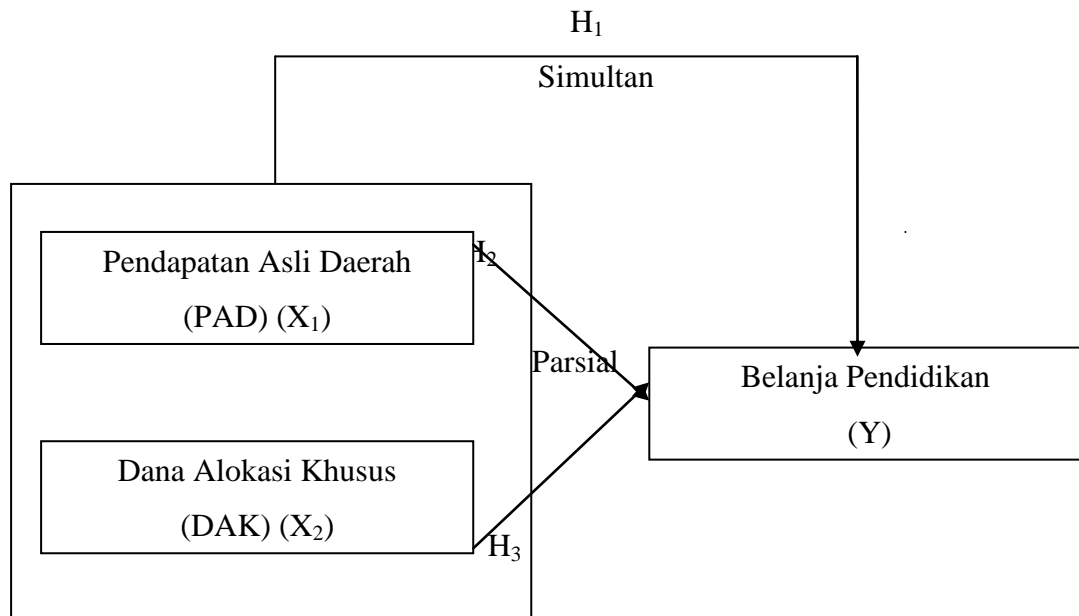 H₁
Simultan
Pendapatan Asli Daerah
(PAD) (X₁)
H₂
Parsial
Belanja Pendidikan
(Y)
Dana Alokasi Khusus
(DAK) (X₂)
H₃